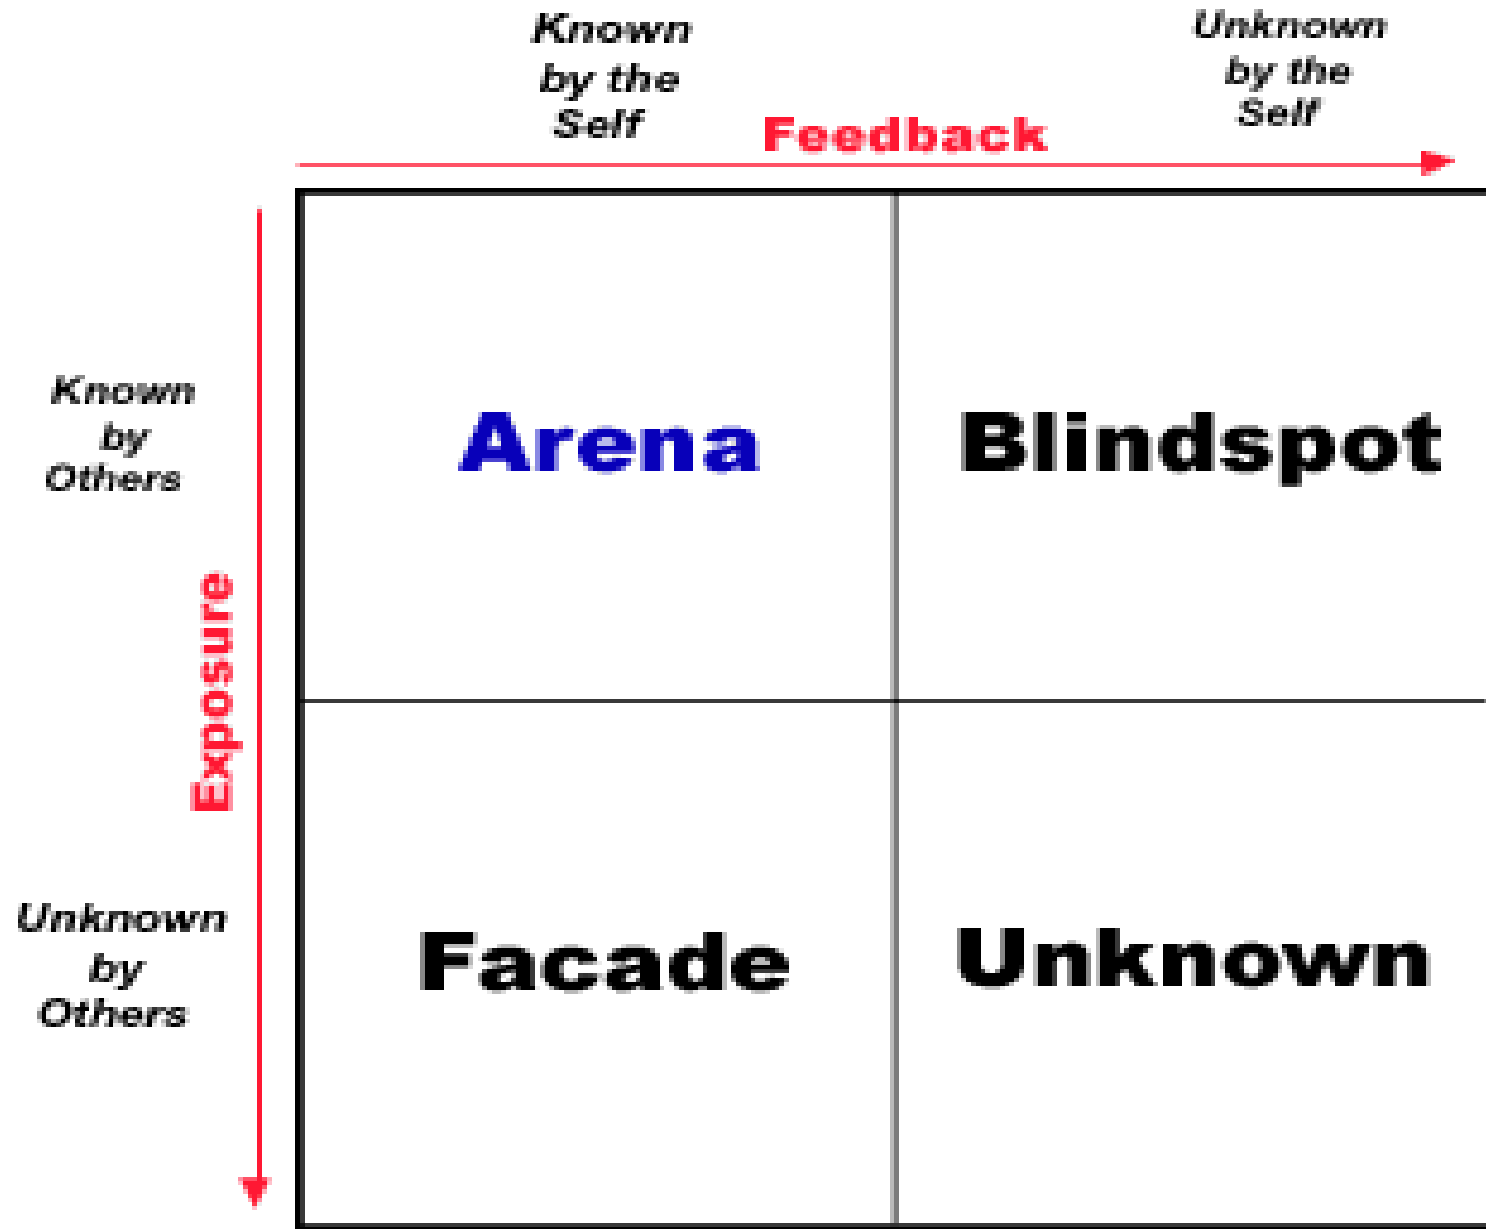 Known
by the
Self
Unknown
by the
Self
Feedback
Known
by
Others
Arena
Blindspot
Exposure
Unknown
by
Others
Facade
Unknown